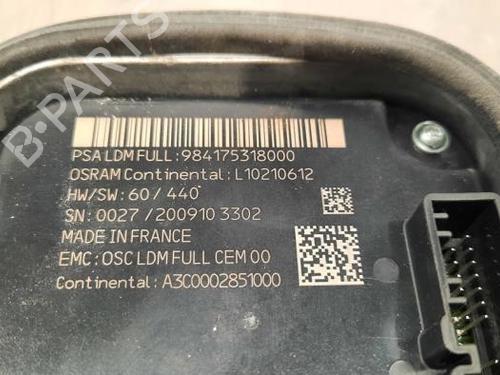 PSA LDM FULL : 984175318000
OSRAM Continental : L10210612
HW/SW : 60 / 440
SN : 0027 / 200910 3302
MADE IN FRANCE
EMC : OSC LDM FULL CEM 00
Continental : A3C0002851000
B-Parts